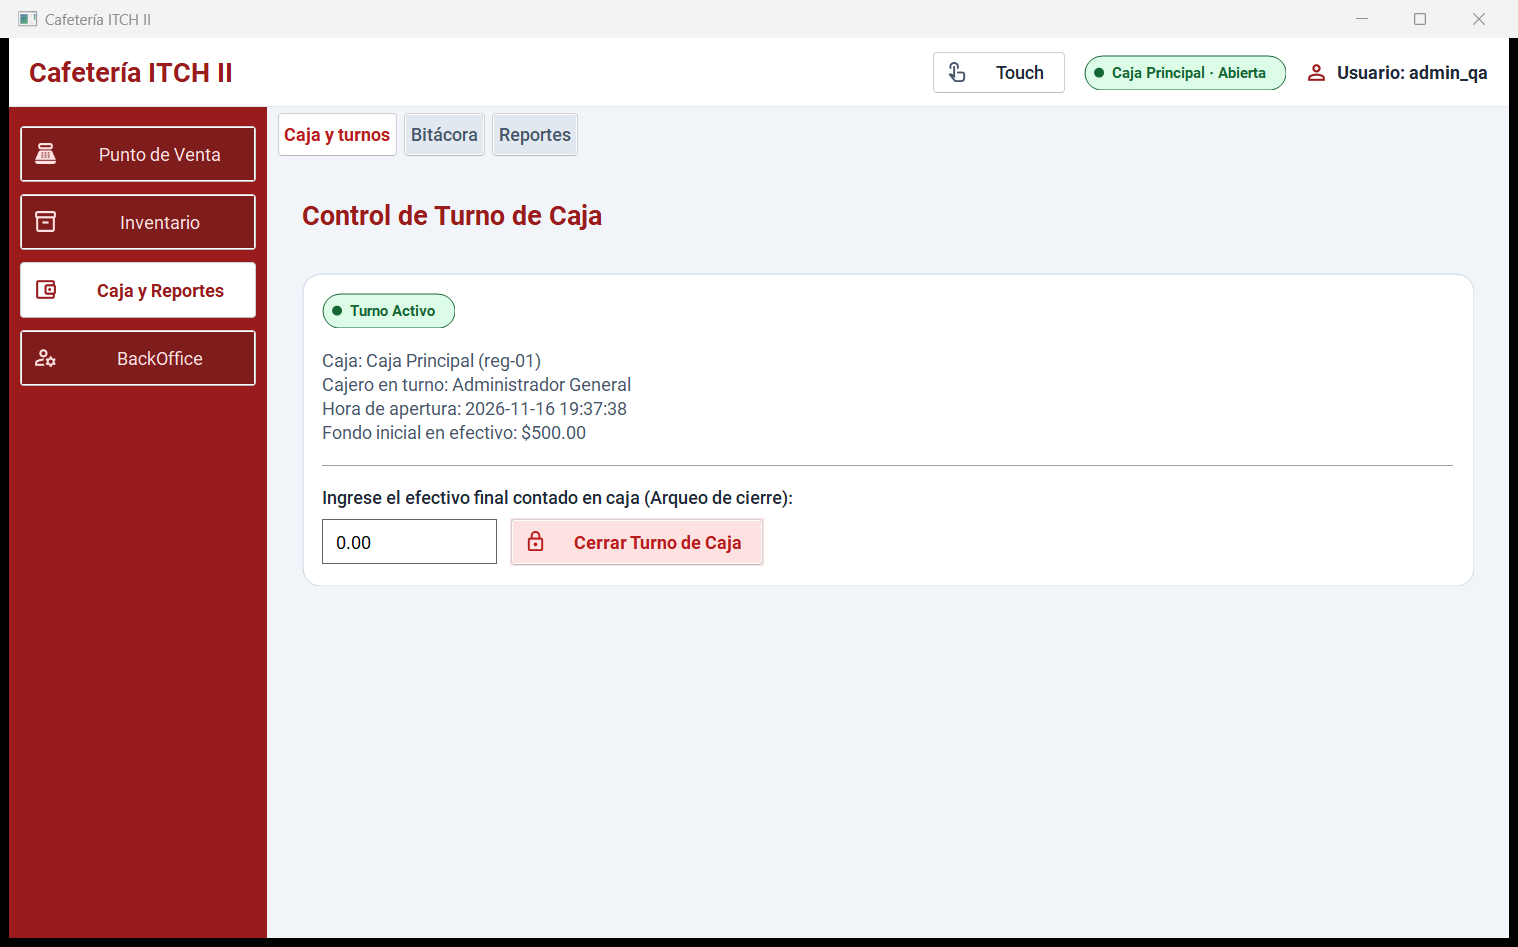 Cafetería ITCH II
Cafetería ITCH II
Touch
Caja Principal · Abierta
Usuario: admin_qa
Punto de Venta
Inventario
Caja y Reportes
BackOffice
Caja y turnos
Bitácora
Reportes
Control de Turno de Caja
Turno Activo
Caja: Caja Principal (reg-01)
Cajero en turno: Administrador General
Hora de apertura: 2026-11-16 19:37:38
Fondo inicial en efectivo: $500.00
Ingrese el efectivo final contado en caja (Arqueo de cierre):
0.00
Cerrar Turno de Caja